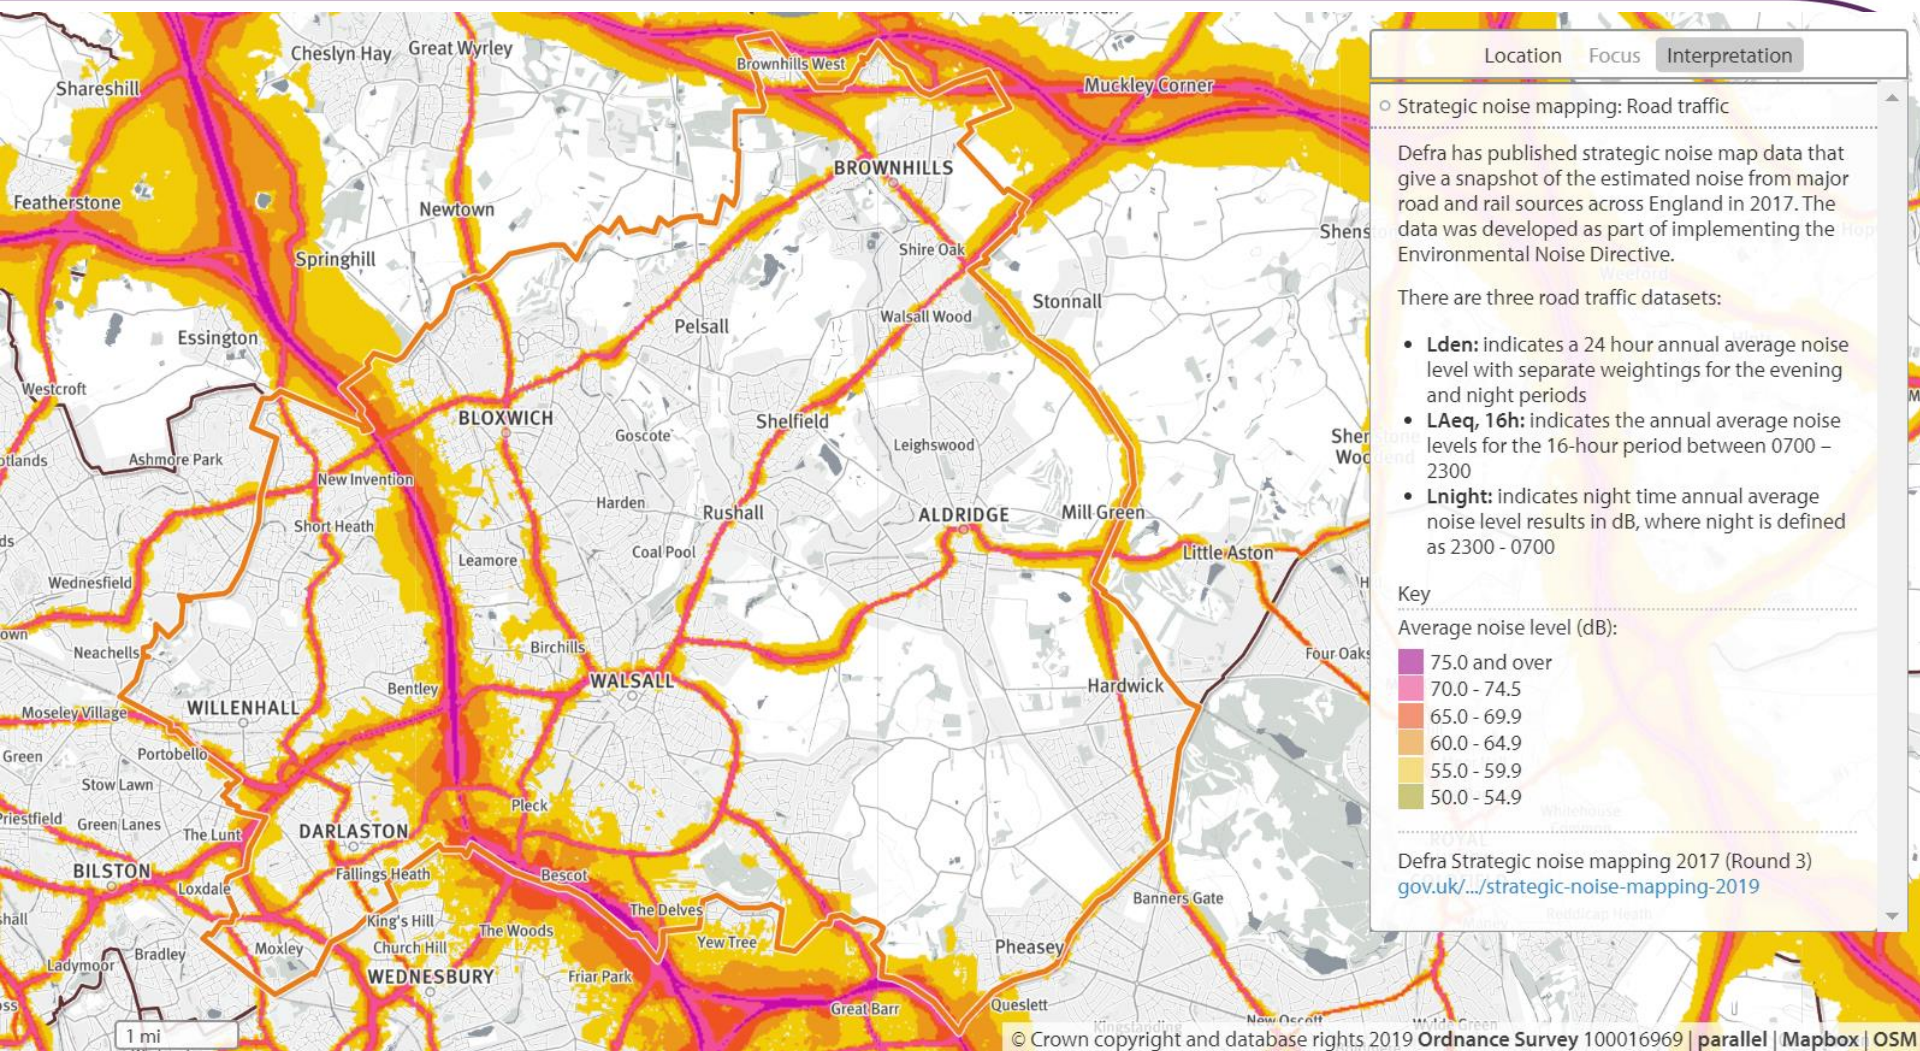 Cheslyn Hay
Great Wyrley
Brownhills West
Shareshill
Muckley Corner
BROWNHILLS
Featherstone
Newtown
Springhill
Shire Oak
Shens
Stonnall
Walsall Wood
Pelsall
Essington
Westcroft
BLOXWICH
Shelfield
Goscote
Leighswood
Ashmore Park
New Invention
Harden
Rushall
ALDRIDGE
Mill Green
Short Heath
Coal Pool
Leamore
Little Aston
Wednesfield
Birchills
Neachells
Four Oaks
WALSALL
Bentley
Hardwick
WILLENHALL
Moseley Village
Green
Portobello
Stow Lawn
Pleck
Priestfield
Green Lanes
The Lunt
DARLASTON
BILSTON
Loxdale
Fallings Heath
Bescot
Banners Gate
The Delves
King's Hill
The Woods
Yew Tree
Pheasey
Moxley
Church Hill
Bradley
Ladymoor
WEDNESBURY
Friar Park
Great Barr
Queslett
New Oscott
1 mi
Location Focus Interpretation
Strategic noise mapping: Road traffic
Defra has published strategic noise map data that
give a snapshot of the estimated noise from major
road and rail sources across England in 2017. The
data was developed as part of implementing the
Environmental Noise Directive.
There are three road traffic datasets:
• Lden: indicates a 24 hour annual average noise
level with separate weightings for the evening
and night periods
• LAeq, 16h: indicates the annual average noise
levels for the 16-hour period between 0700 –
2300
• Lnight: indicates night time annual average
noise level results in dB, where night is defined
as 2300 - 0700
Key
Average noise level (dB):
75.0 and over
70.0 - 74.5
65.0 - 69.9
60.0 - 64.9
55.0 - 59.9
50.0 - 54.9
Defra Strategic noise mapping 2017 (Round 3)
gov.uk/.../strategic-noise-mapping-2019
© Crown copyright and database rights 2019 Ordnance Survey 100016969 | parallel | Mapbox | OSM